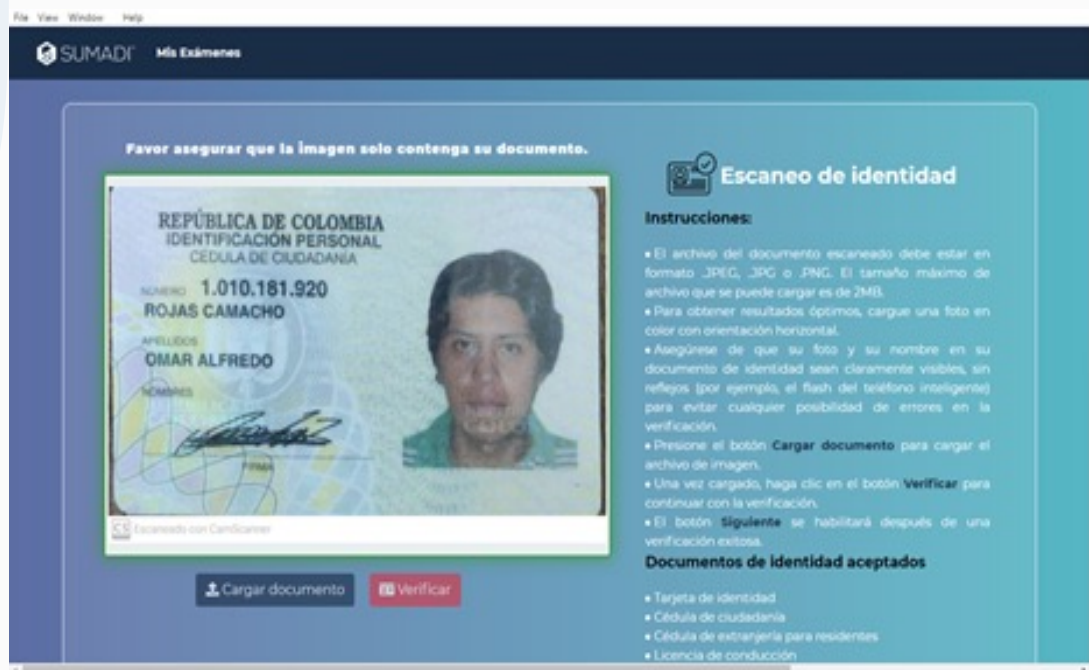 File View Window Help
SUMADI Mis Exámenes
Favor asegurar que la imagen solo contenga su documento.
REPÚBLICA DE COLOMBIA
IDENTIFICACIÓN PERSONAL
CEDULA DE CIUDADANÍA
NUMERO 1.010.181.920
ROJAS CAMACHO
APELLIDOS
OMAR ALFREDO
NOMBRES
FIRMA
CS Escaneado con CamScanner
Cargar documento Verificar
Escaneo de identidad
Instrucciones:
• El archivo del documento escaneado debe estar en
formato .JPEG, .JPG o .PNG. El tamaño máximo de
archivo que se puede cargar es de 2MB.
• Para obtener resultados óptimos, cargue una foto en
color con orientación horizontal.
• Asegúrese de que su foto y su nombre en su
documento de identidad sean claramente visibles, sin
reflejos (por ejemplo, el flash del teléfono inteligente)
para evitar cualquier posibilidad de errores en la
verificación.
• Presione el botón Cargar documento para cargar el
archivo de imagen.
• Una vez cargado, haga clic en el botón Verificar para
continuar con la verificación.
• El botón Siguiente se habilitará después de una
verificación exitosa.
Documentos de identidad aceptados
• Tarjeta de identidad
• Cédula de ciudadanía
• Cédula de extranjería para residentes
• Licencia de conducción